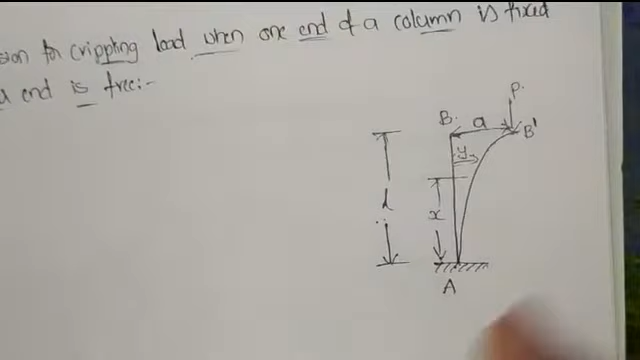 sion for crippling load when one end of a column is fixed
end is free:-
P.
B. a B'
y
l
x
A